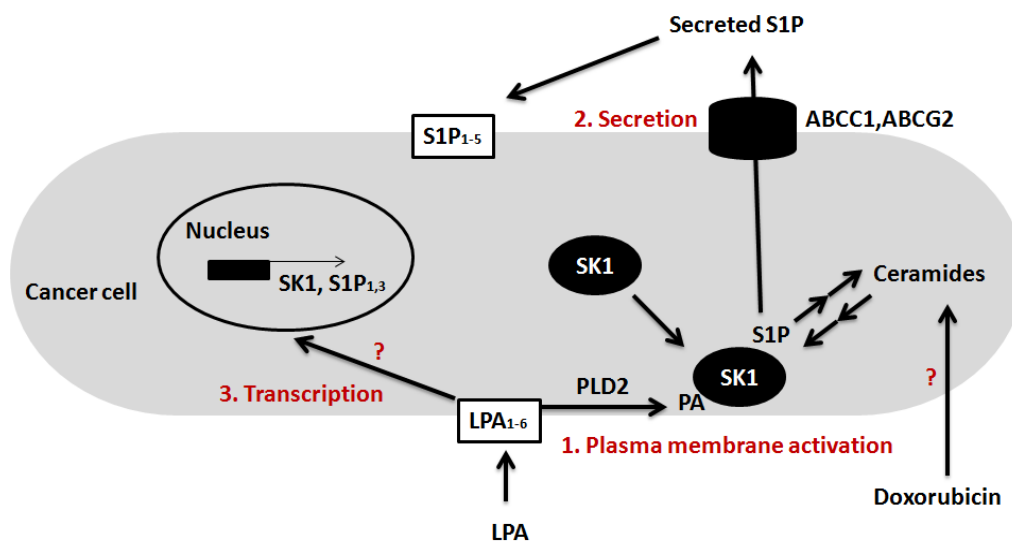 Secreted S1P
2. Secretion
ABCC1,ABCG2
S1P1-5
Nucleus
SK1, S1P1,3
Cancer cell
SK1
Ceramides
S1P
?
3. Transcription
PLD2
PA
SK1
?
LPA1-6
1. Plasma membrane activation
Doxorubicin
LPA